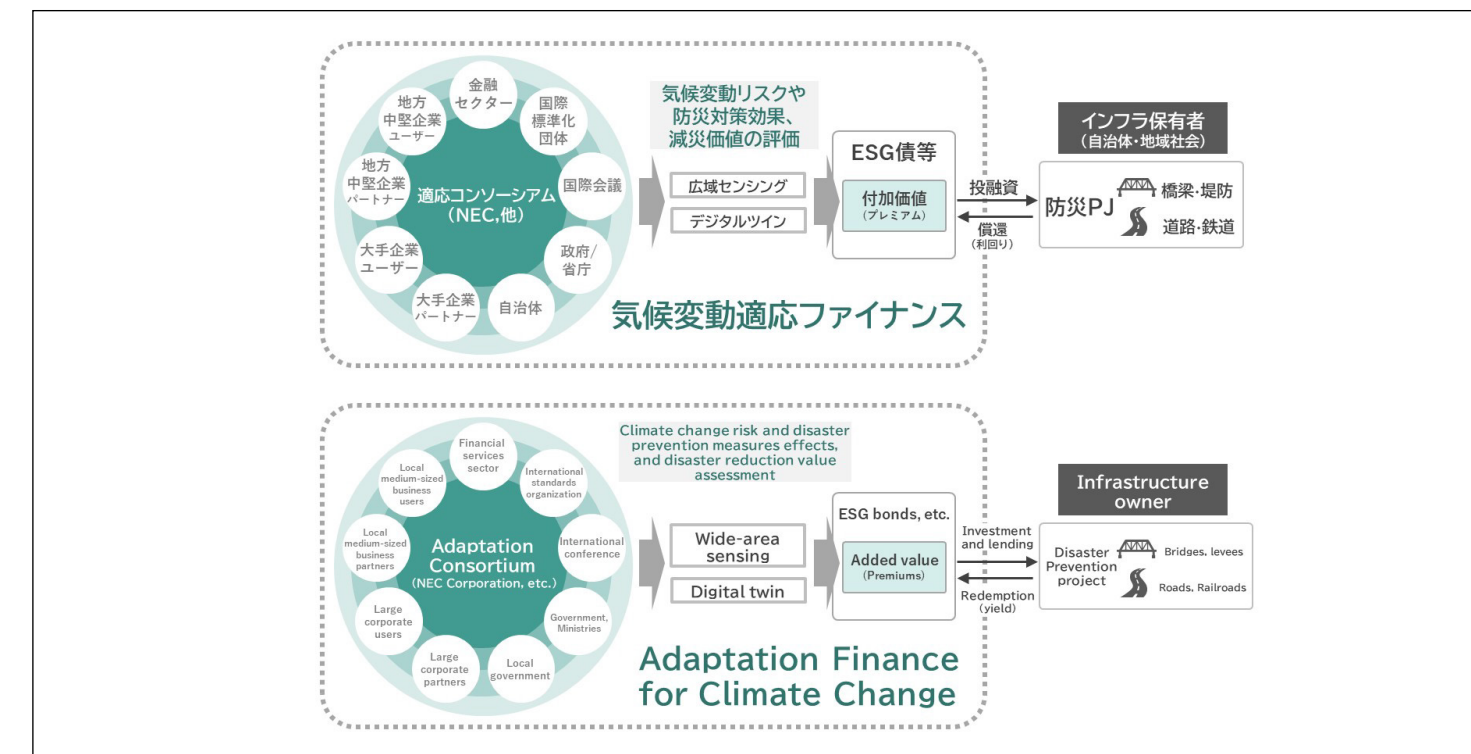 金融
セクター
国際
標準化
団体
国際会議
政府/
省庁
自治体
大手企業
パートナー
大手企業
ユーザー
地方
中堅企業
パートナー
地方
中堅企業
ユーザー
適応コンソーシアム
(NEC,他)
気候変動リスクや
防災対策効果、
減災価値の評価
広域センシング
デジタルツイン
ESG債等
付加価値
(プレミアム)
投融資
償還
(利回り)
インフラ保有者
(自治体・地域社会)
防災PJ
橋梁・堤防
道路・鉄道
気候変動適応ファイナンス
Financial
services
sector
International
standards
organization
International
conference
Government,
Ministries
Local
government
Large
corporate
partners
Large
corporate
users
Local
medium-sized
business
partners
Local
medium-sized
business
users
Adaptation
Consortium
(NEC Corporation, etc.)
Climate change risk and disaster
prevention measures effects,
and disaster reduction value
assessment
Wide-area
sensing
Digital twin
ESG bonds, etc.
Added value
(Premiums)
Investment
and lending
Redemption
(yield)
Infrastructure
owner
Disaster
Prevention
project
Bridges, levees
Roads, Railroads
Adaptation Finance
for Climate Change